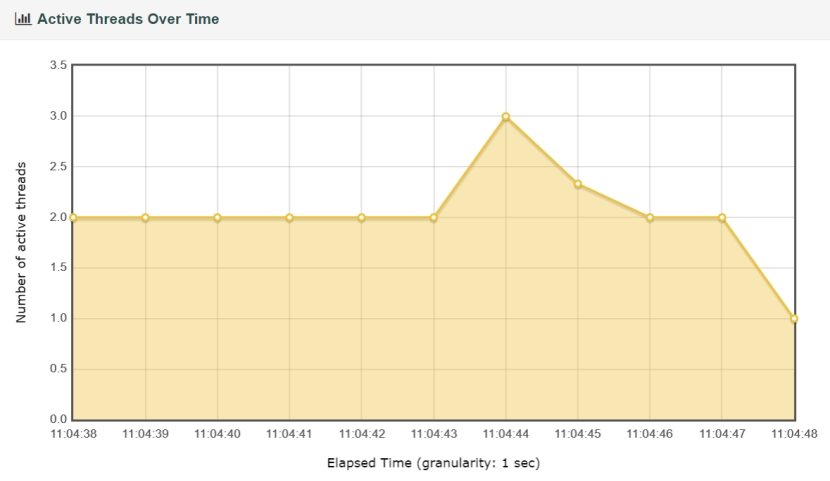 Active Threads Over Time
3.5
3.0
2.5
2.0
1.5
1.0
0.5
0.0
Number of active threads
11:04:38 11:04:39 11:04:40 11:04:41 11:04:42 11:04:43 11:04:44 11:04:45 11:04:46 11:04:47 11:04:48
Elapsed Time (granularity: 1 sec)